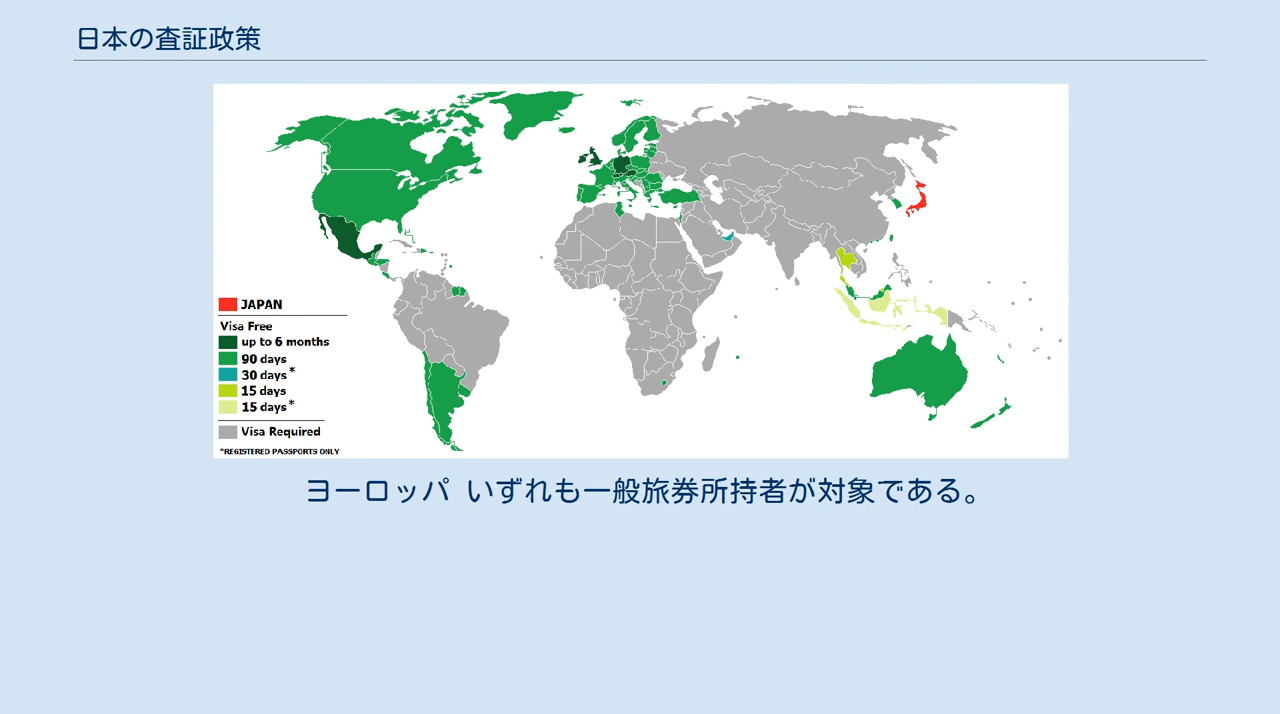 日本の査証政策
JAPAN
Visa Free
up to 6 months
90 days
30 days*
15 days
15 days*
Visa Required
*REGISTERED PASSPORTS ONLY
ヨーロッパ いずれも一般旅券所持者が対象である。